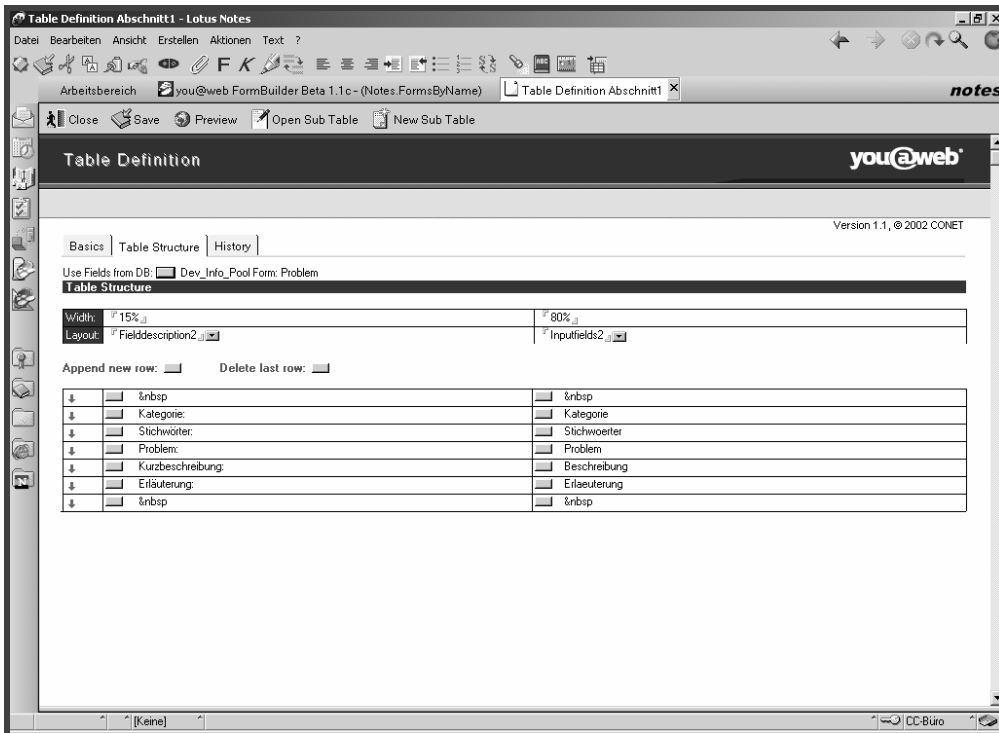 Table Definition Abschnitt1 - Lotus Notes
Datei Bearbeiten Ansicht Erstellen Aktionen Text ?
F K
Arbeitsbereich you@web FormBuilder Beta 1.1c - (Notes.FormsByName) Table Definition Abschnitt1 notes
Close Save Preview Open Sub Table New Sub Table
Table Definition you@web
Version 1.1, © 2002 CONET
Basics Table Structure History
Use Fields from DB: Dev_Info_Pool Form: Problem
Table Structure
Width: 15% 80%
Layout: Fielddescription2 Inputfields2
Append new row: Delete last row:
&nbsp &nbsp
Kategorie: Kategorie
Stichwörter: Stichwoerter
Problem: Problem
Kurzbeschreibung: Beschreibung
Erläuterung: Erlaeuterung
&nbsp &nbsp
[Keine] CC-Büro